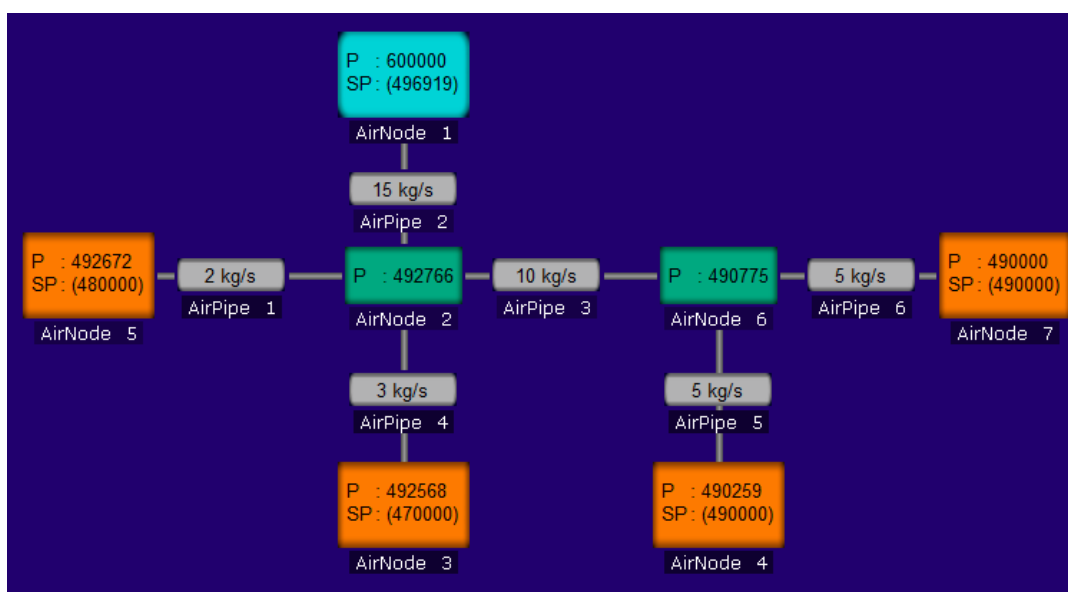 P : 600000
SP : (496919)
AirNode 1
15 kg/s
AirPipe 2
P : 492672
SP : (480000)
AirNode 5
2 kg/s
AirPipe 1
P : 492766
AirNode 2
10 kg/s
AirPipe 3
P : 490775
AirNode 6
5 kg/s
AirPipe 6
P : 490000
SP : (490000)
AirNode 7
3 kg/s
AirPipe 4
5 kg/s
AirPipe 5
P : 492568
SP : (470000)
AirNode 3
P : 490259
SP : (490000)
AirNode 4